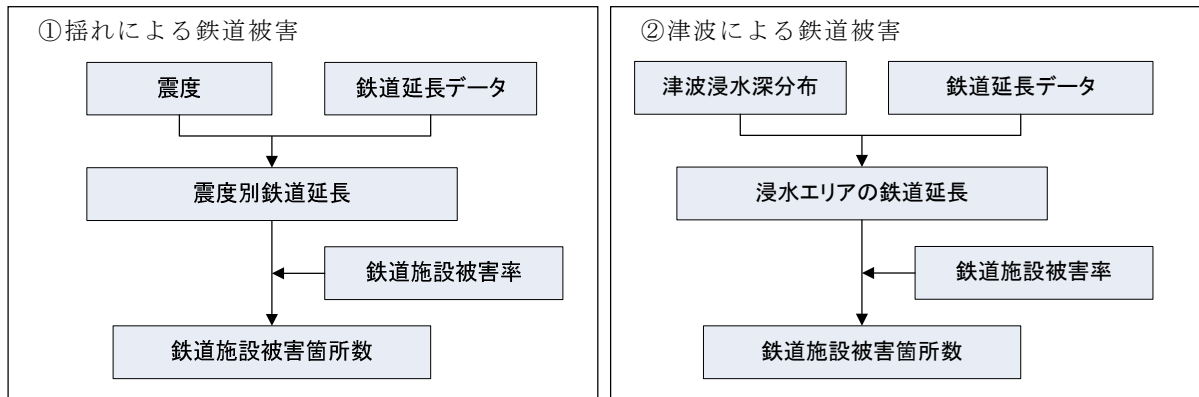 ①揺れによる鉄道被害
震度
鉄道延長データ
震度別鉄道延長
鉄道施設被害率
鉄道施設被害箇所数
②津波による鉄道被害
津波浸水深分布
鉄道延長データ
浸水エリアの鉄道延長
鉄道施設被害率
鉄道施設被害箇所数